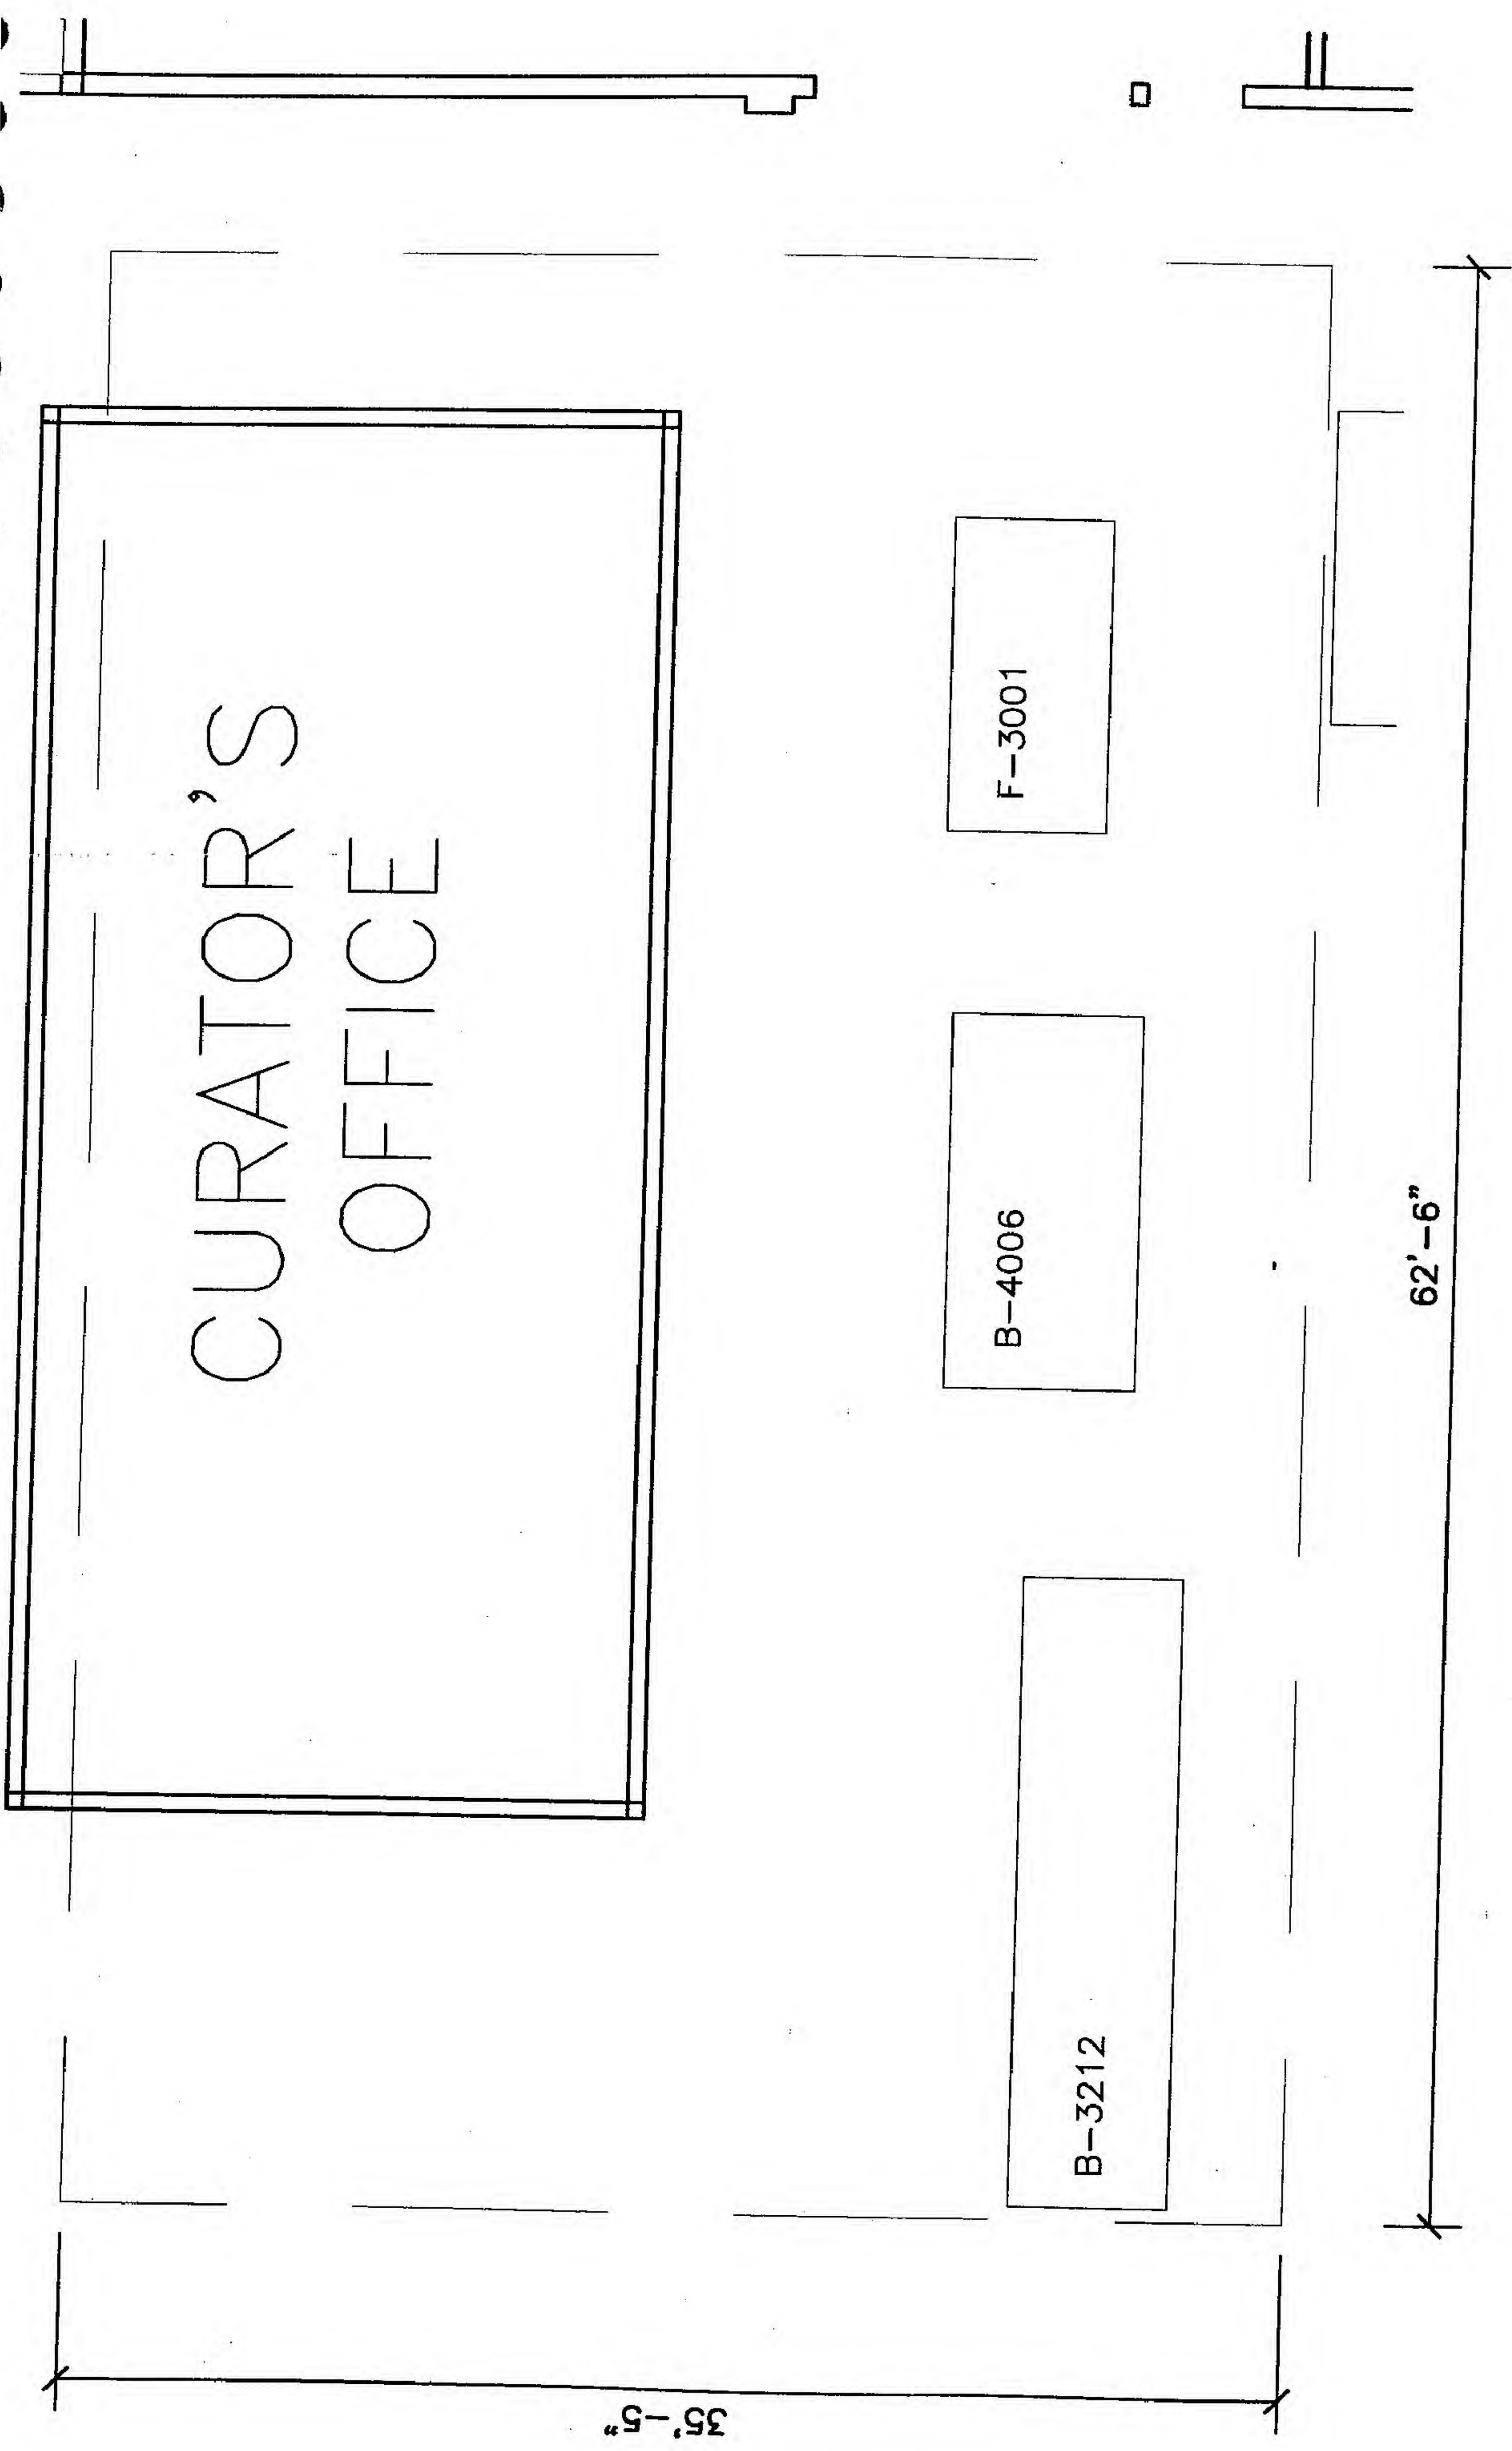 CURATOR'S
OFFICE
F-3001
B-4006
B-3212
62'-6"
35'-5"